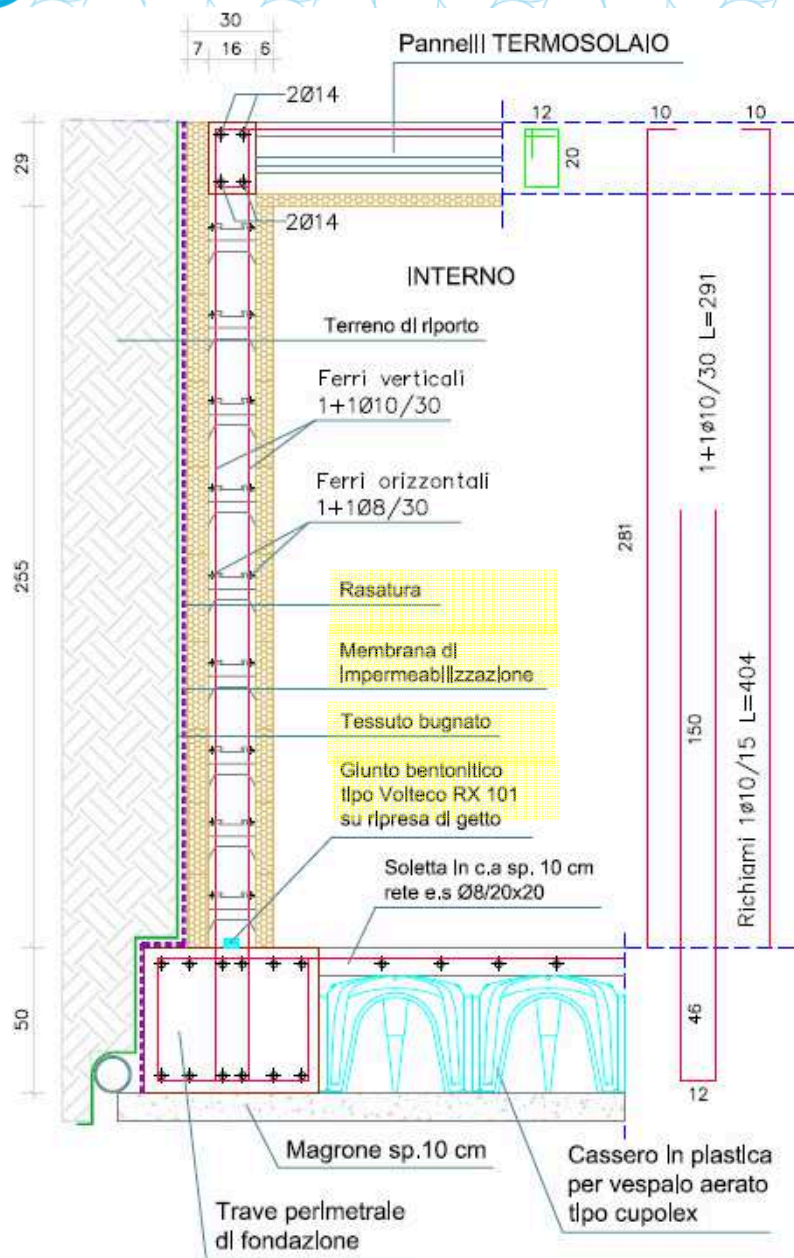 30
7 16 6
Pannelli TERMOSOLAIO
2Ø14
12
10
10
20
29
2Ø14
INTERNO
Terreno di riporto
Ferri verticali
1+1Ø10/30
1+1ø10/30 L=291
Ferri orizzontali
1+1Ø8/30
281
255
Rasatura
Membrana di
impermeabilizzazione
Tessuto bugnato
150
Richiami 1ø10/15 L=404
Giunto bentonitico
tipo Volteco RX 101
su ripresa di getto
Soletta in c.a sp. 10 cm
rete e.s Ø8/20x20
50
46
12
Magrone sp.10 cm
Cassero in plastica
per vespaio aerato
tipo cupolex
Trave perimetrale
di fondazione